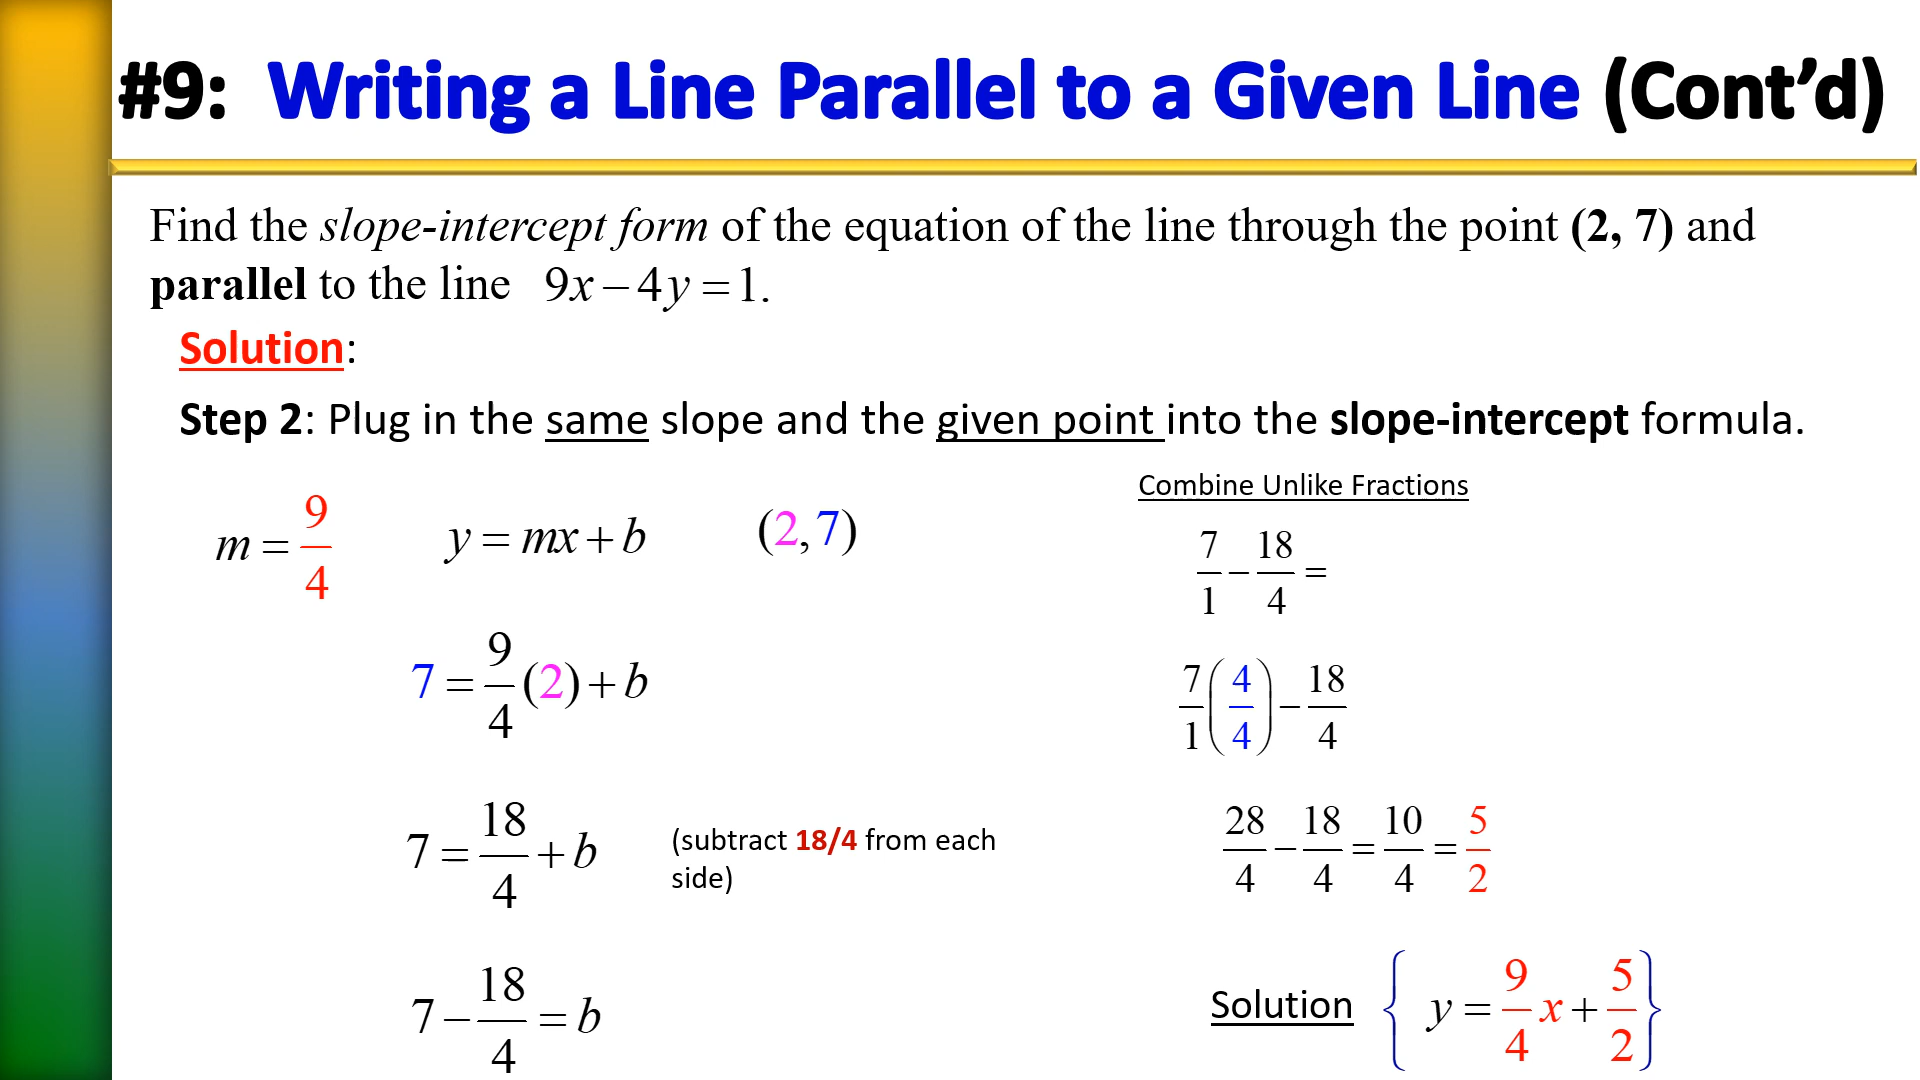 #9: Writing a Line Parallel to a Given Line (Cont’d)
Find the slope-intercept form of the equation of the line through the point (2, 7) and
parallel to the line 9x – 4y = 1.
Solution:
Step 2: Plug in the same slope and the given point into the slope-intercept formula.
m = 9/4
y = mx + b
(2, 7)
7 = 9/4 (2) + b
7 = 18/4 + b
(subtract 18/4 from each
side)
7 − 18/4 = b
Combine Unlike Fractions
7/1 − 18/4 =
7/1 (4/4) − 18/4
28/4 − 18/4 = 10/4 = 5/2
Solution { y = 9/4 x + 5/2 }